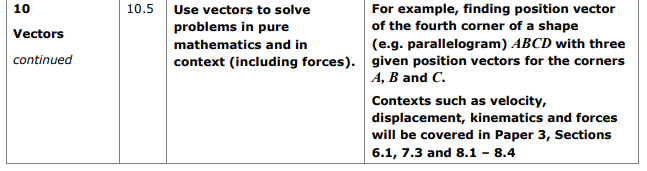 10
Vectors
continued
10.5
Use vectors to solve
problems in pure
mathematics and in
context (including forces).
For example, finding position vector
of the fourth corner of a shape
(e.g. parallelogram) ABCD with three
given position vectors for the corners
A, B and C.
Contexts such as velocity,
displacement, kinematics and forces
will be covered in Paper 3, Sections
6.1, 7.3 and 8.1 – 8.4